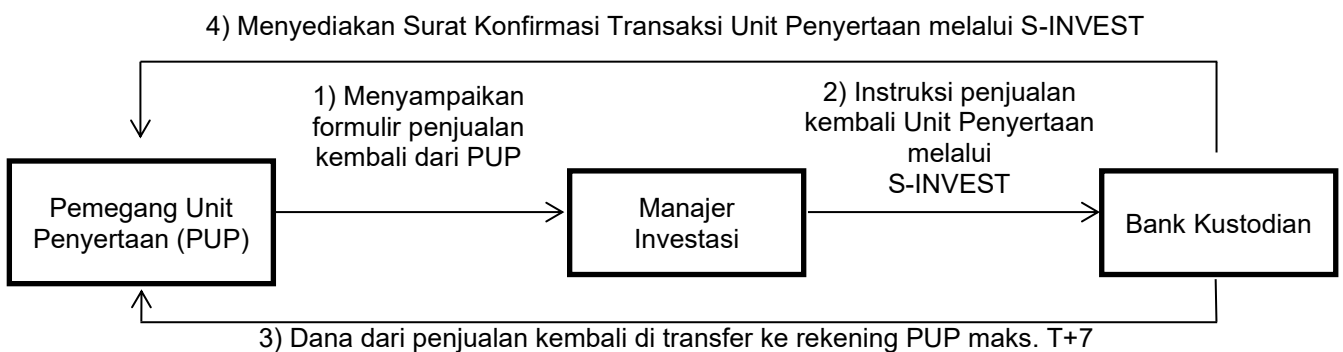 4) Menyediakan Surat Konfirmasi Transaksi Unit Penyertaan melalui S-INVEST
1) Menyampaikan
formulir penjualan
kembali dari PUP
2) Instruksi penjualan
kembali Unit Penyertaan
melalui
S-INVEST
Pemegang Unit
Penyertaan (PUP)
Manajer
Investasi
Bank Kustodian
3) Dana dari penjualan kembali di transfer ke rekening PUP maks. T+7